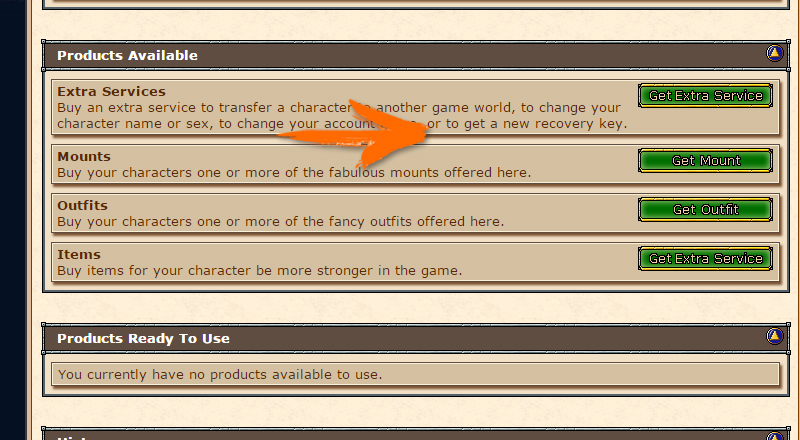 Products Available
Extra Services
Get Extra Service
Buy an extra service to transfer a character another game world, to change your
character name or sex, to change your account or to get a new recovery key.
Mounts
Get Mount
Buy your characters one or more of the fabulous mounts offered here.
Outfits
Get Outfit
Buy your characters one or more of the fancy outfits offered here.
Items
Get Extra Service
Buy items for your character be more stronger in the game.
Products Ready To Use
You currently have no products available to use.